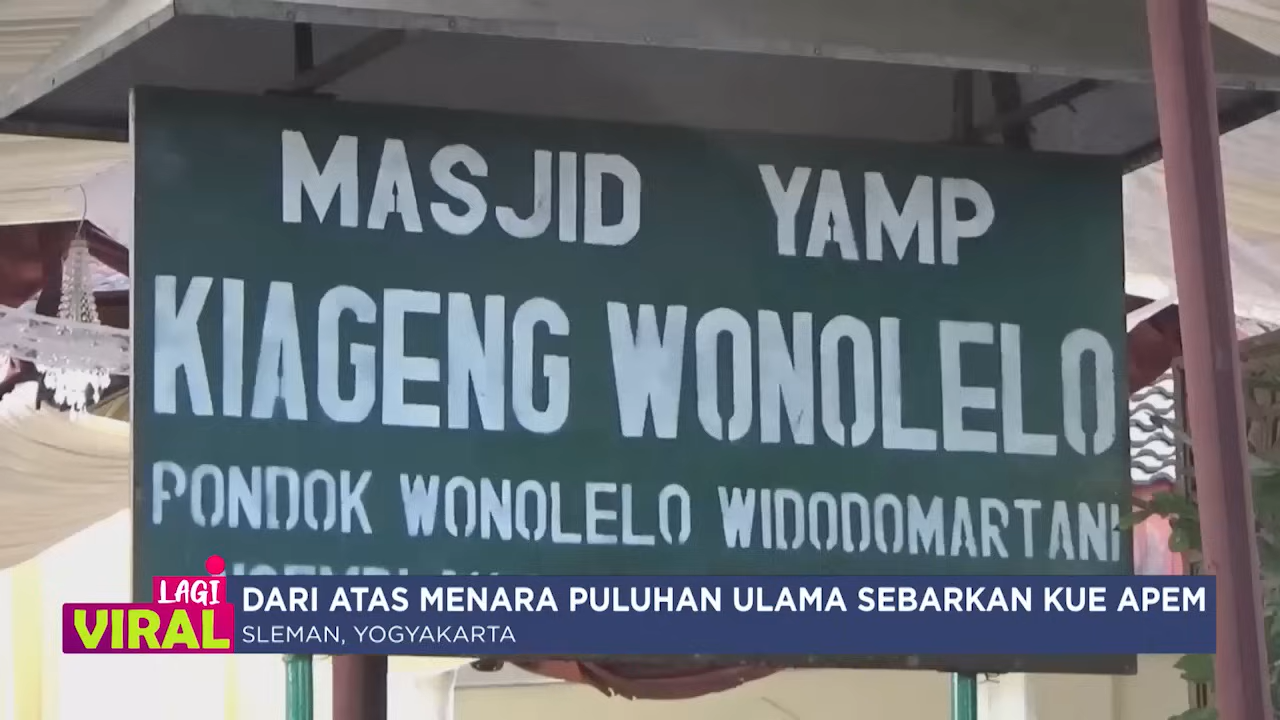 MASJID YAMP
KIAGENG WONOLELO
PONDOK WONOLELO WIDODOMARTANI
LAGI
VIRAL
DARI ATAS MENARA PULUHAN ULAMA SEBARKAN KUE APEM
SLEMAN, YOGYAKARTA